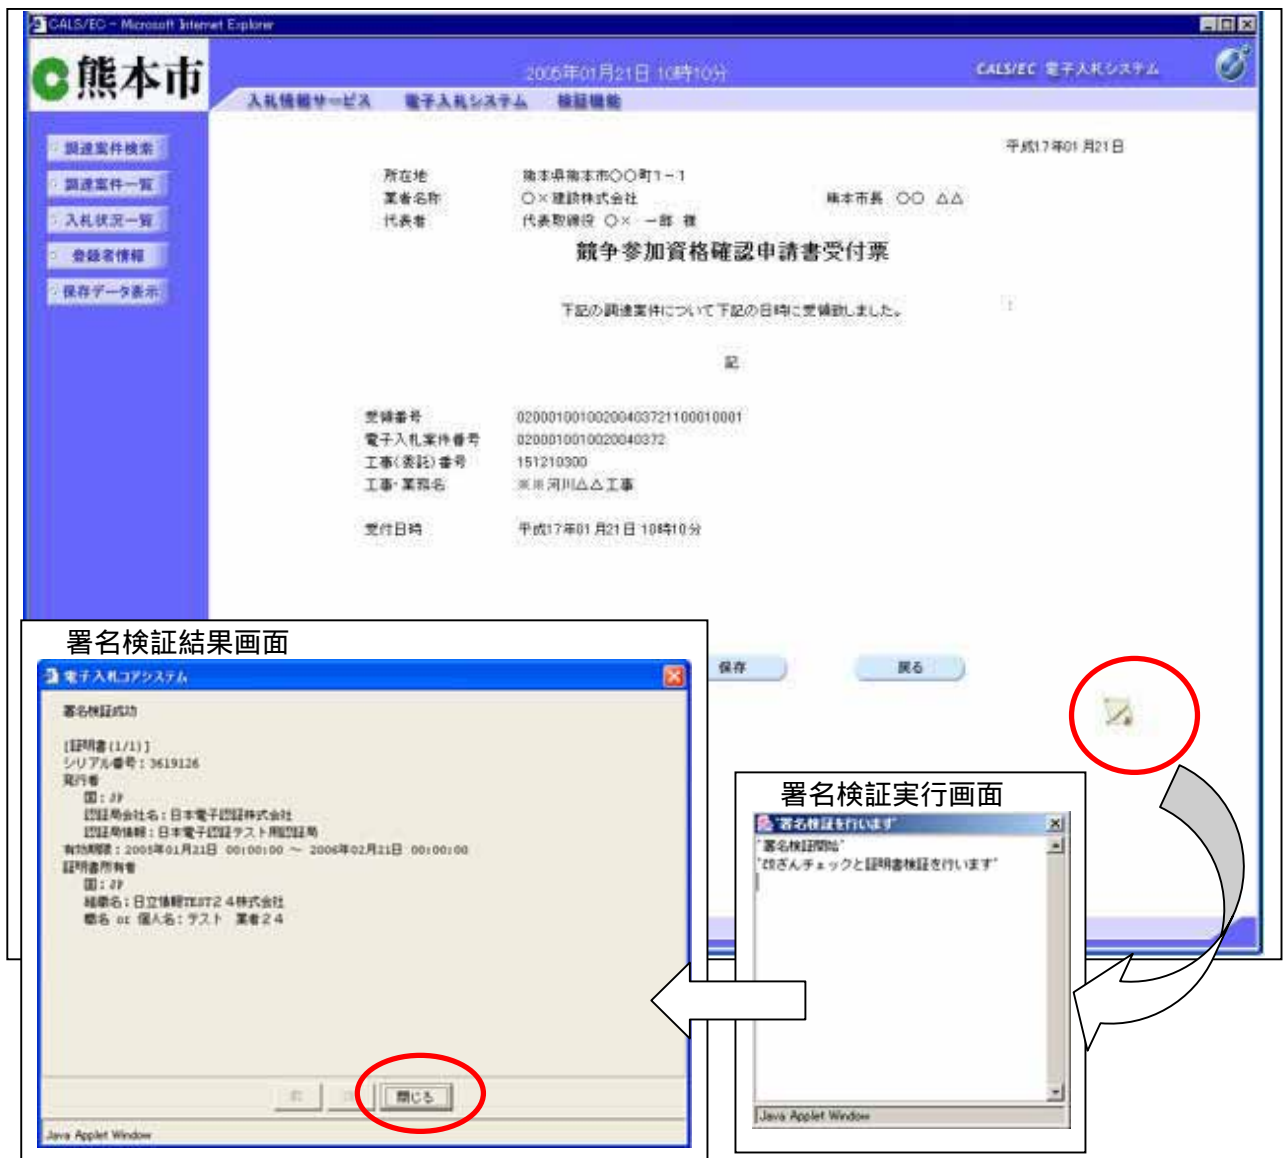 CALS/EC - Microsoft Internet Explorer
熊本市
2005年01月21日 10時10分
CALS/EC 電子入札システム
入札情報サービス 電子入札システム 検証機能
調達案件検索
調達案件一覧
入札状況一覧
登録者情報
保存データ表示
平成17年01月21日
所在地 熊本県熊本市〇〇町1-1
業者名称 〇×建設株式会社
熊本市長 〇〇 △△
代表者 代表取締役 〇× 一郎 様
競争参加資格確認申請書受付票
下記の調達案件について下記の日時に受領致しました。
記
受領番号 02000100100200403721100010001
電子入札案件番号 0200010010020040372
工事(委託)番号 151210300
工事・業務名 ※※河川△△工事
受付日時 平成17年01月21日 10時10分
保存
戻る
署名検証結果画面
電子入札コアシステム
署名検証成功
[証明書(1/1)]
シリアル番号:3619126
発行者
国:JP
認証局会社名:日本電子認証株式会社
認証局情報:日本電子認証テスト用認証局
有効期限:2005年01月21日 00:00:00 ～ 2006年02月21日 00:00:00
証明書所有者
国:JP
組織名:日立情報TEST24株式会社
職名 or 個人名:テスト 業者24
閉じる
Java Applet Window
署名検証実行画面
"署名検証を行います"
"署名検証開始"
"改ざんチェックと証明書検証を行います"
Java Applet Window